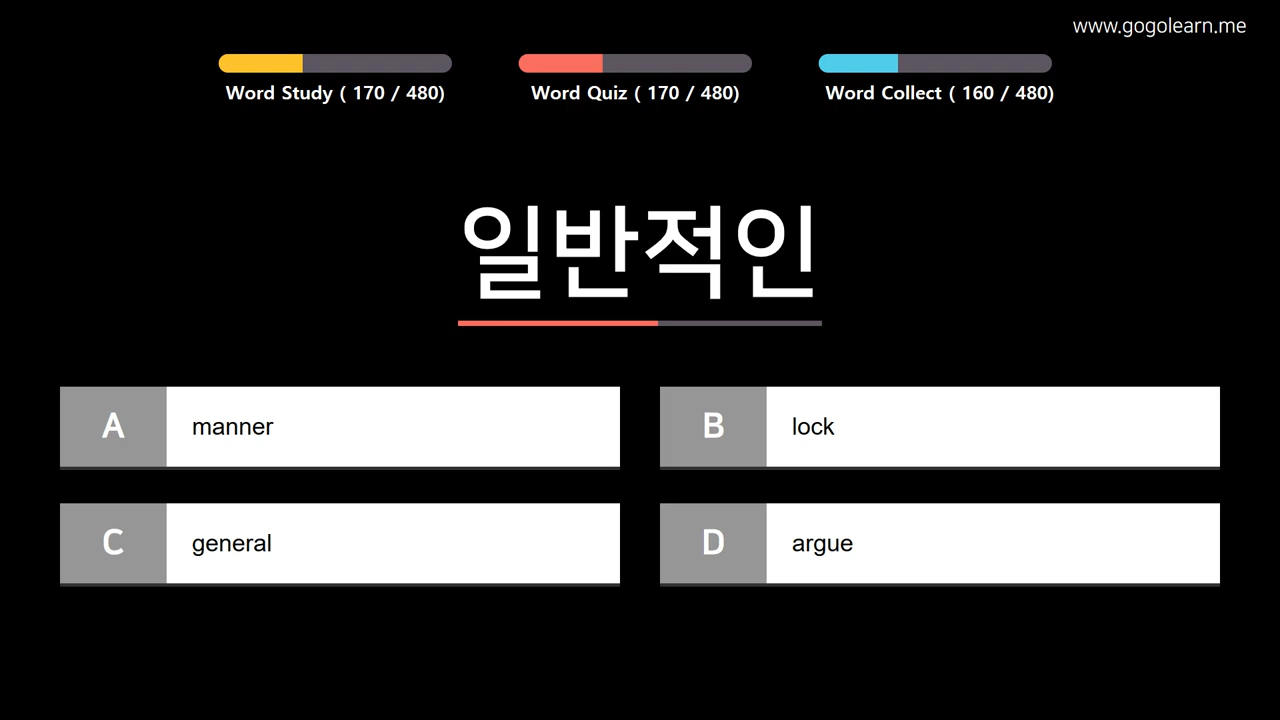 www.gogolearn.me
Word Study ( 170 / 480)
Word Quiz ( 170 / 480)
Word Collect ( 160 / 480)
일반적인
A manner
B lock
C general
D argue